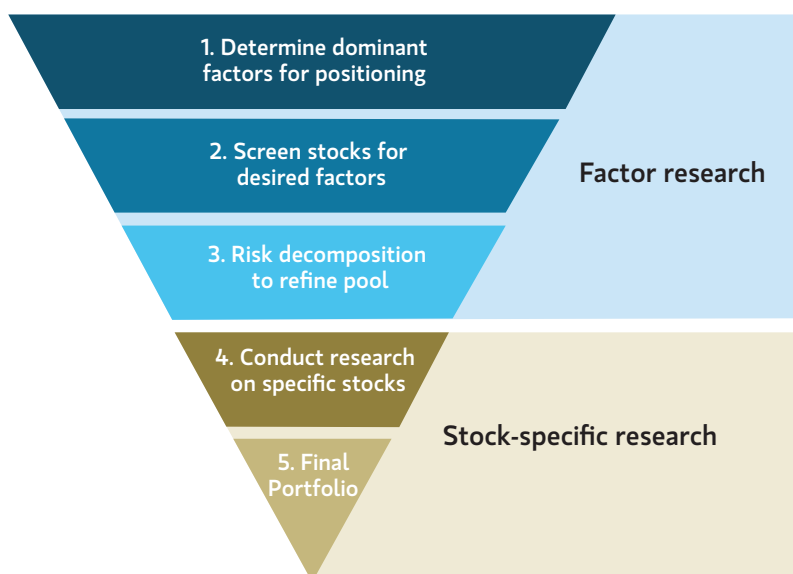 1. Determine dominant
factors for positioning
2. Screen stocks for
desired factors
Factor research
3. Risk decomposition
to refine pool
4. Conduct research
on specific stocks
Stock-specific research
5. Final
Portfolio